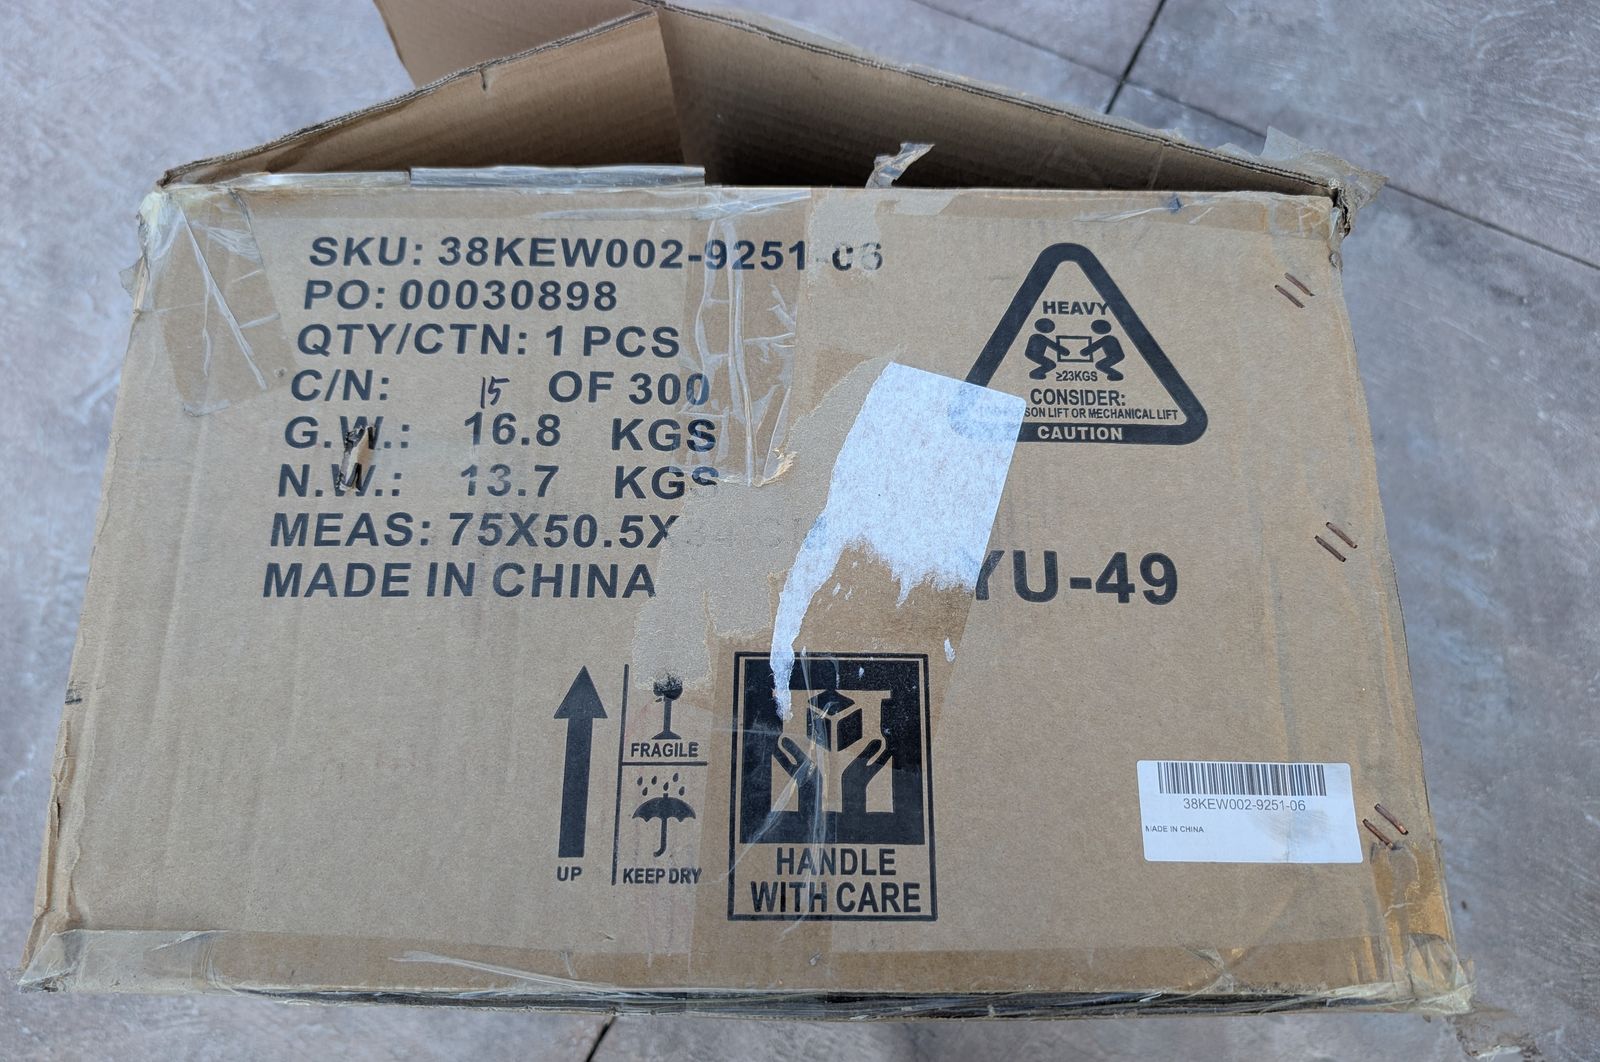 SKU: 38KEW002-9251-06
PO: 00030898
QTY/CTN: 1 PCS
C/N: 15 OF 300
G.W.: 16.8 KGS
N.W.: 13.7 KGS
MEAS: 75X50.5X
MADE IN CHINA
HEAVY
≥23KGS
CONSIDER:
LIFT OR MECHANICAL LIFT
CAUTION
YU-49
UP
FRAGILE
KEEP DRY
HANDLE
WITH CARE
38KEW002-9251-06
MADE IN CHINA